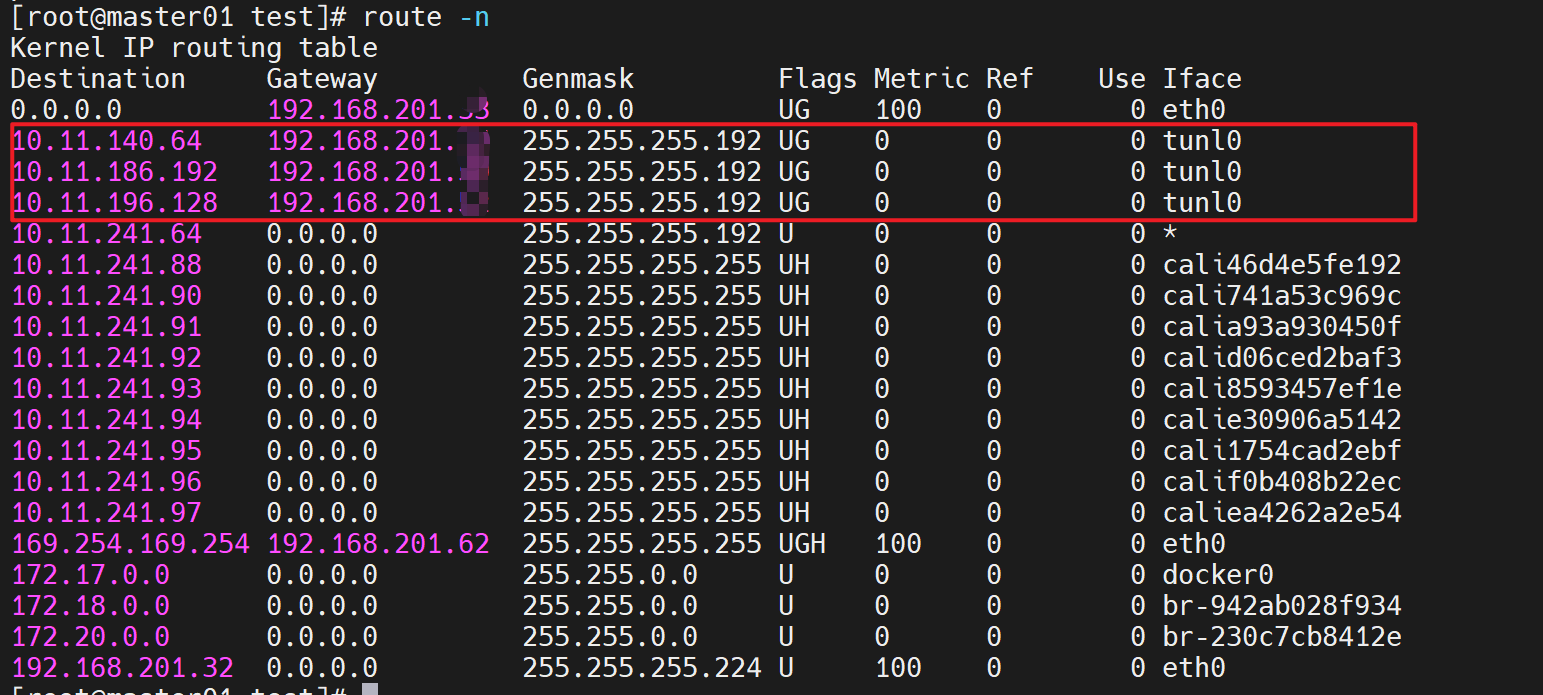 [root@master01 test]# route -n
Kernel IP routing table
Destination Gateway Genmask Flags Metric Ref Use Iface
0.0.0.0 192.168.201.33 0.0.0.0 UG 100 0 0 eth0
10.11.140.64 192.168.201. 255.255.255.192 UG 0 0 0 tunl0
10.11.186.192 192.168.201. 255.255.255.192 UG 0 0 0 tunl0
10.11.196.128 192.168.201. 255.255.255.192 UG 0 0 0 tunl0
10.11.241.64 0.0.0.0 255.255.255.192 U 0 0 0 *
10.11.241.88 0.0.0.0 255.255.255.255 UH 0 0 0 cali46d4e5fe192
10.11.241.90 0.0.0.0 255.255.255.255 UH 0 0 0 cali741a53c969c
10.11.241.91 0.0.0.0 255.255.255.255 UH 0 0 0 calia93a930450f
10.11.241.92 0.0.0.0 255.255.255.255 UH 0 0 0 calid06ced2baf3
10.11.241.93 0.0.0.0 255.255.255.255 UH 0 0 0 cali8593457ef1e
10.11.241.94 0.0.0.0 255.255.255.255 UH 0 0 0 calie30906a5142
10.11.241.95 0.0.0.0 255.255.255.255 UH 0 0 0 cali1754cad2ebf
10.11.241.96 0.0.0.0 255.255.255.255 UH 0 0 0 calif0b408b22ec
10.11.241.97 0.0.0.0 255.255.255.255 UH 0 0 0 caliea4262a2e54
169.254.169.254 192.168.201.62 255.255.255.255 UGH 100 0 0 eth0
172.17.0.0 0.0.0.0 255.255.0.0 U 0 0 0 docker0
172.18.0.0 0.0.0.0 255.255.0.0 U 0 0 0 br-942ab028f934
172.20.0.0 0.0.0.0 255.255.0.0 U 0 0 0 br-230c7cb8412e
192.168.201.32 0.0.0.0 255.255.255.224 U 100 0 0 eth0
[root@master01 test]#